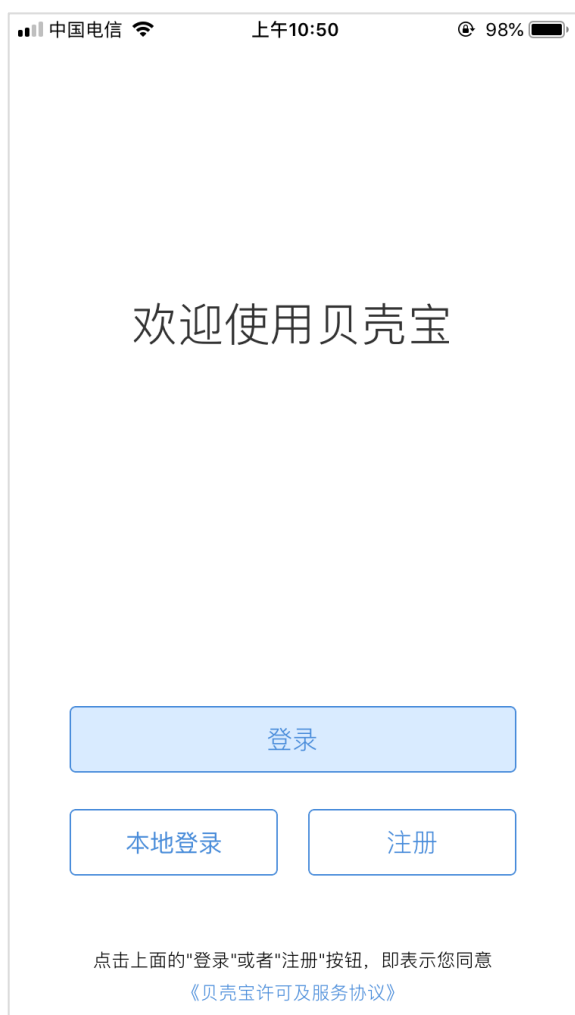 中国电信 上午10:50 98%
欢迎使用贝壳宝
登录
本地登录 注册
点击上面的"登录"或者"注册"按钮，即表示您同意
《贝壳宝许可及服务协议》